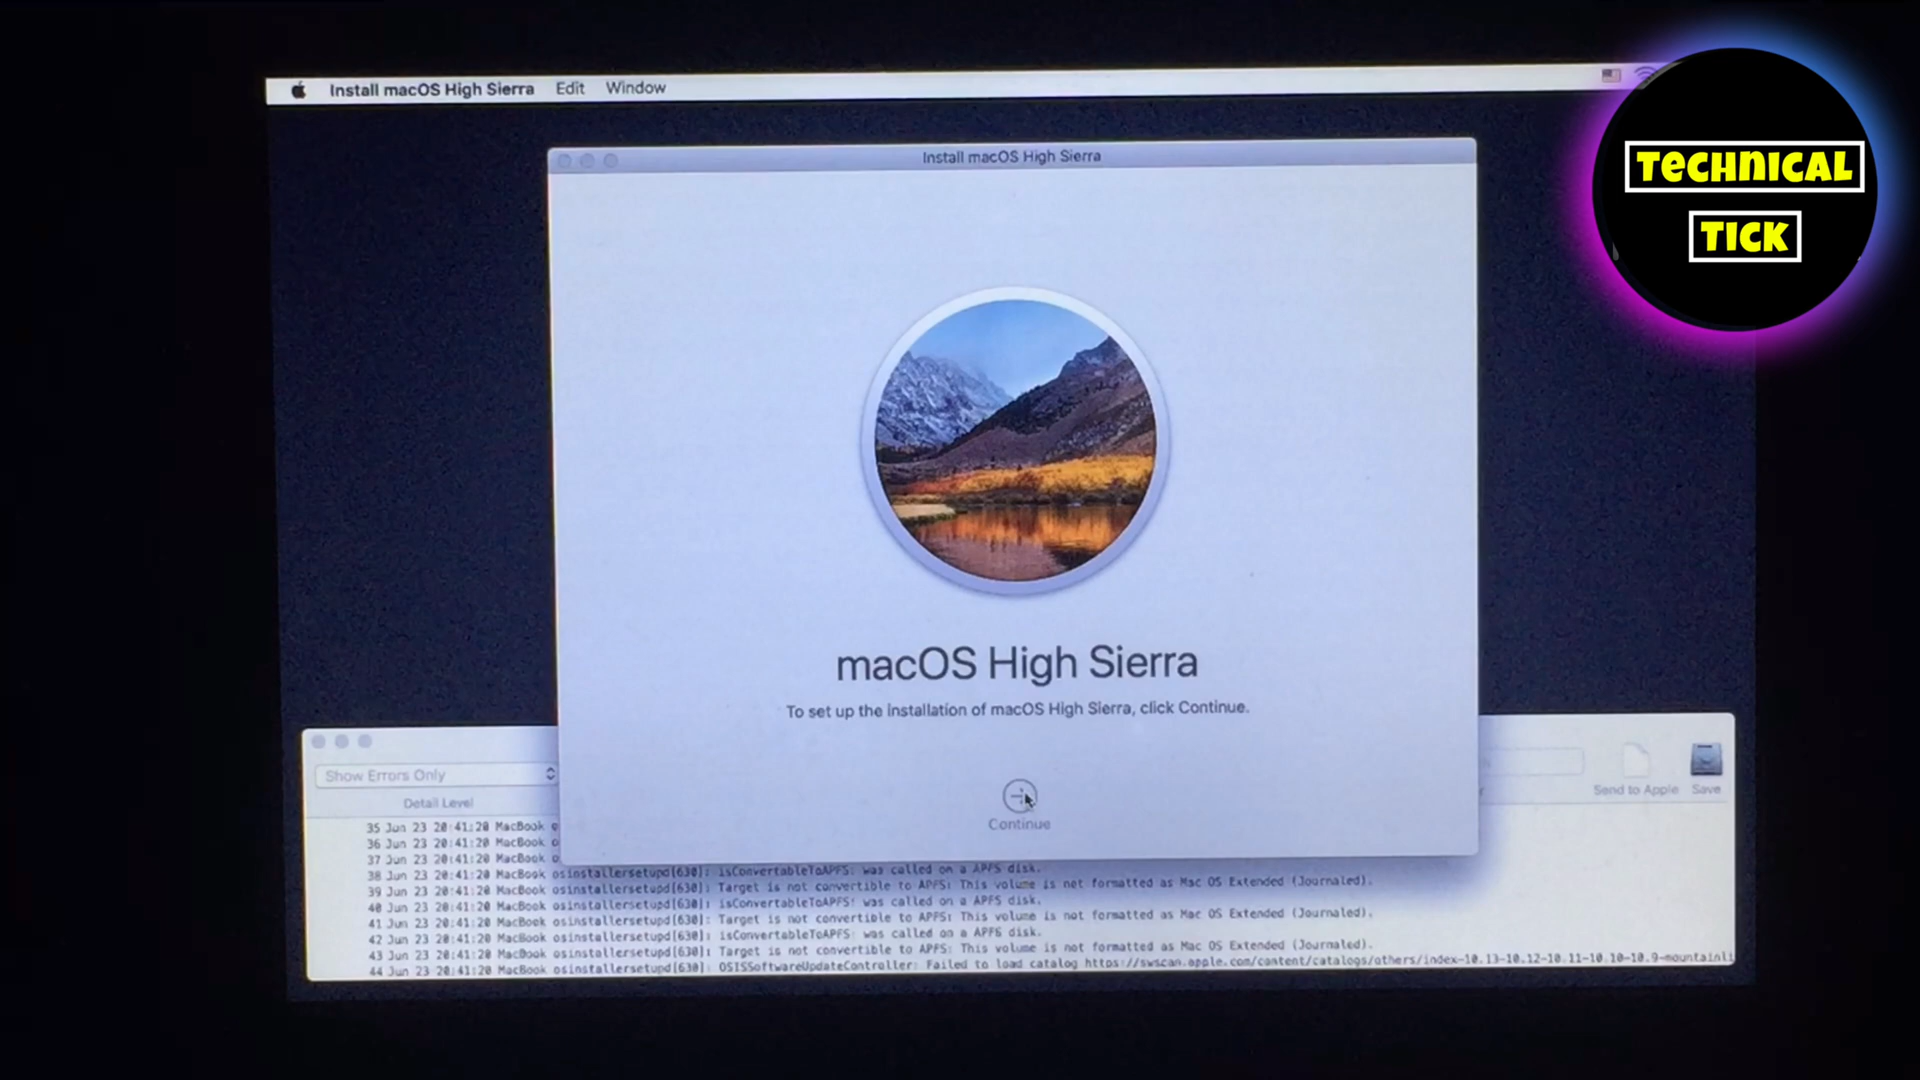 Install macOS High Sierra Edit Window
TECHNICAL
TICK
Install macOS High Sierra
macOS High Sierra
To set up the installation of macOS High Sierra, click Continue.
Continue
Show Errors Only
Detail Level
Send to Apple Save
35 Jun 23 20:41:20 MacBook
36 Jun 23 20:41:20 MacBook
37 Jun 23 20:41:20 MacBook
38 Jun 23 20:41:20 MacBook osinstallersetupd[630]: isConvertableToAPFS: was called on a APFS disk.
39 Jun 23 20:41:20 MacBook osinstallersetupd[630]: Target is not convertible to APFS: This volume is not formatted as Mac OS Extended (Journaled).
40 Jun 23 20:41:20 MacBook osinstallersetupd[630]: isConvertableToAPFS: was called on a APFS disk.
41 Jun 23 20:41:20 MacBook osinstallersetupd[630]: Target is not convertible to APFS: This volume is not formatted as Mac OS Extended (Journaled).
42 Jun 23 20:41:20 MacBook osinstallersetupd[630]: isConvertableToAPFS: was called on a APFS disk.
43 Jun 23 20:41:20 MacBook osinstallersetupd[630]: Target is not convertible to APFS: This volume is not formatted as Mac OS Extended (Journaled).
44 Jun 23 20:41:20 MacBook osinstallersetupd[630]: OSISSoftwareUpdateController: Failed to load catalog https://swscan.apple.com/content/catalogs/others/index-10.13-10.12-10.11-10.10-10.9-mountainli